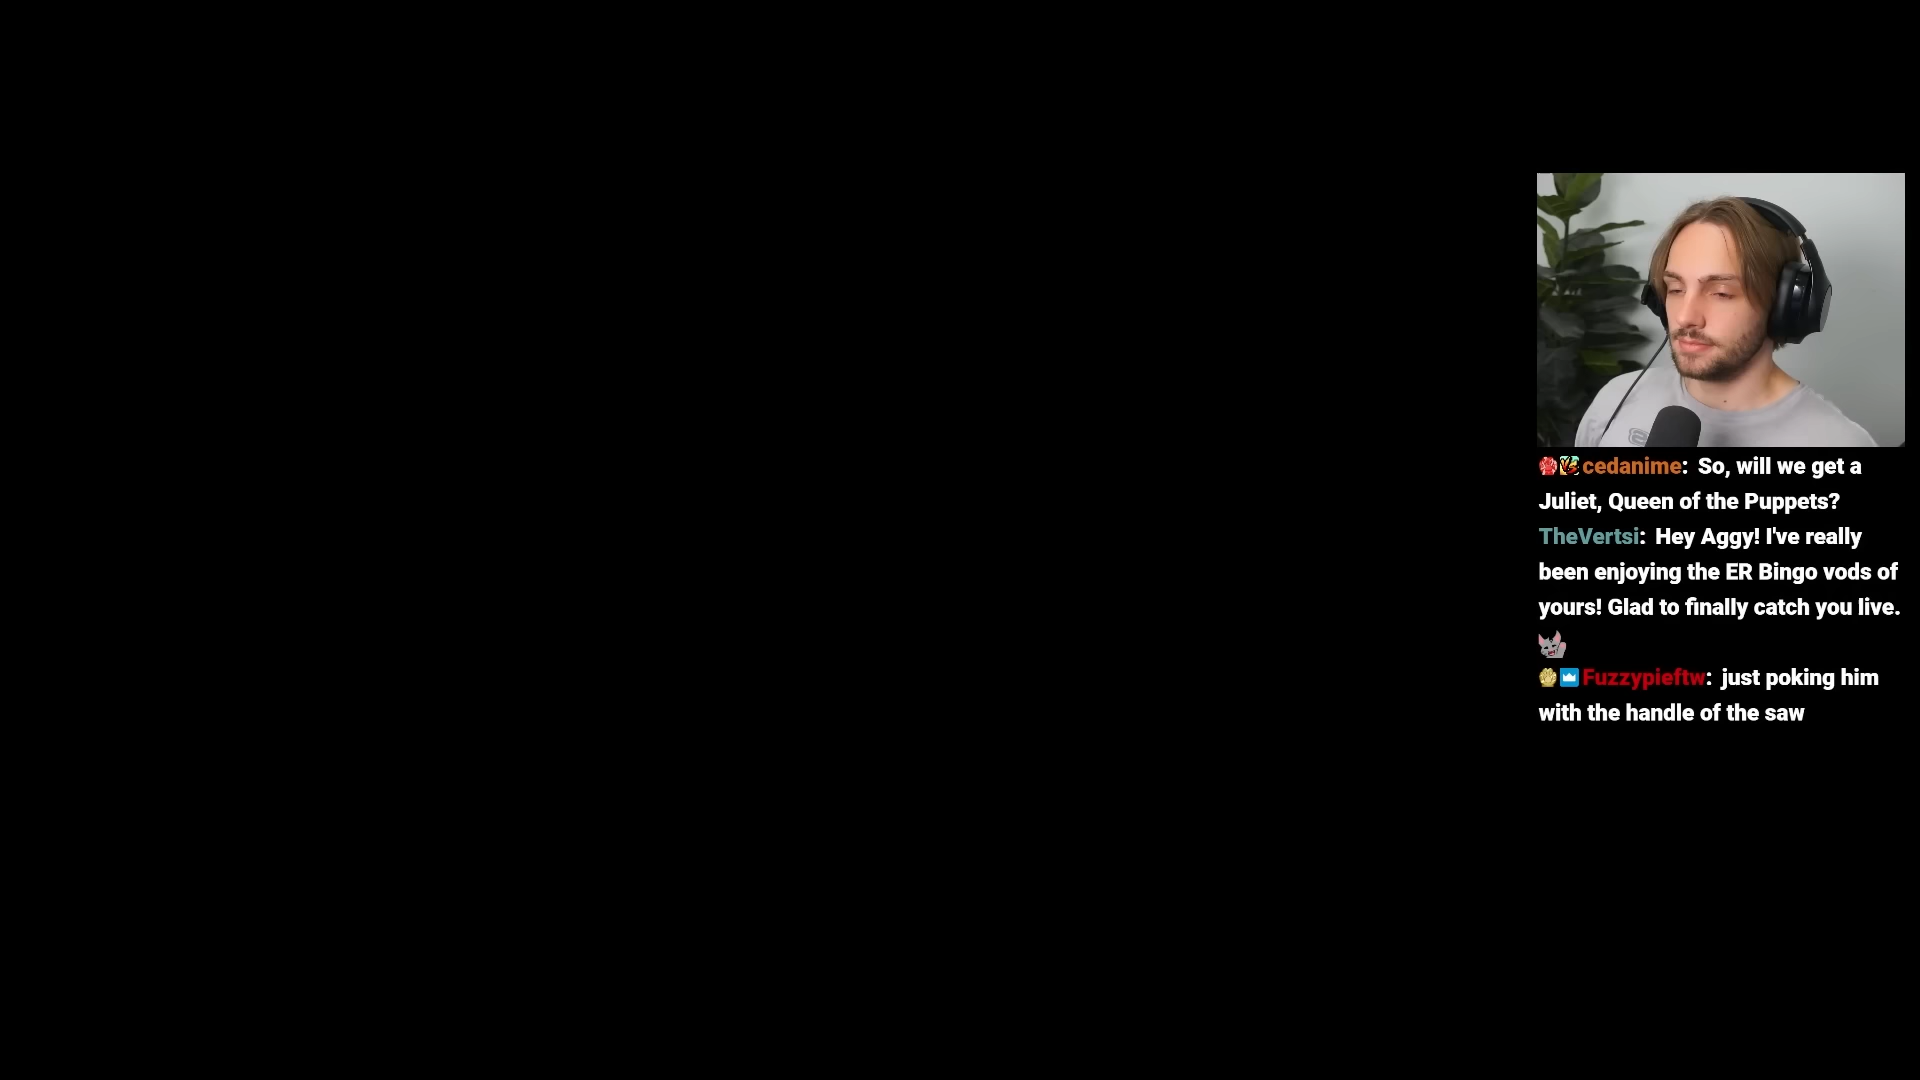 cedanime: So, will we get a
Juliet, Queen of the Puppets?
TheVertsi: Hey Aggy! I've really
been enjoying the ER Bingo vods of
yours! Glad to finally catch you live.
Fuzzypieftw: just poking him
with the handle of the saw